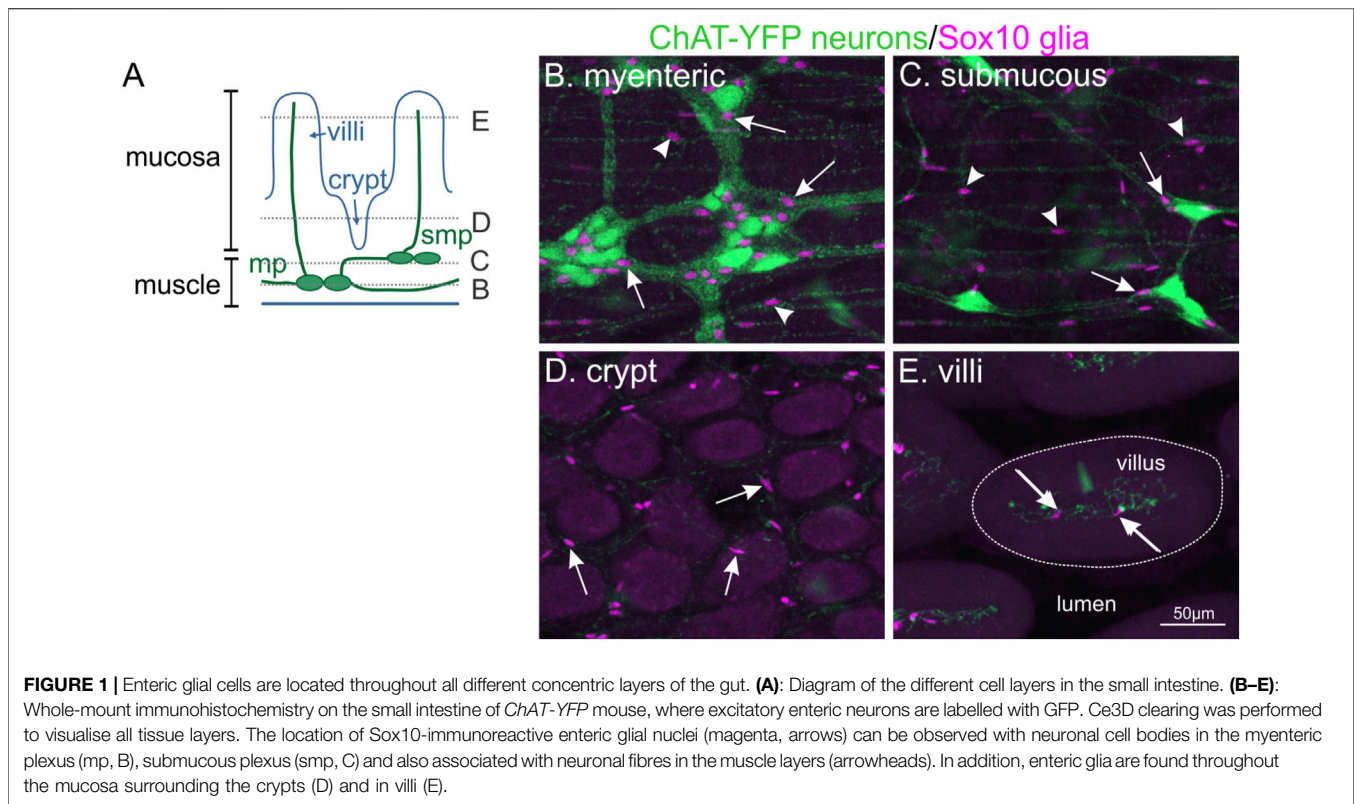 ChAT-YFP neurons/Sox10 glia
A
mucosa
muscle
villi
crypt
smp
mp
E
D
C
B
B. myenteric
C. submucous
D. crypt
E. villi
villus
lumen
50µm
FIGURE 1 | Enteric glial cells are located throughout all different concentric layers of the gut. (A): Diagram of the different cell layers in the small intestine. (B–E):
Whole-mount immunohistochemistry on the small intestine of ChAT-YFP mouse, where excitatory enteric neurons are labelled with GFP. Ce3D clearing was performed
to visualise all tissue layers. The location of Sox10-immunoreactive enteric glial nuclei (magenta, arrows) can be observed with neuronal cell bodies in the myenteric
plexus (mp, B), submucous plexus (smp, C) and also associated with neuronal fibres in the muscle layers (arrowheads). In addition, enteric glia are found throughout
the mucosa surrounding the crypts (D) and in villi (E).